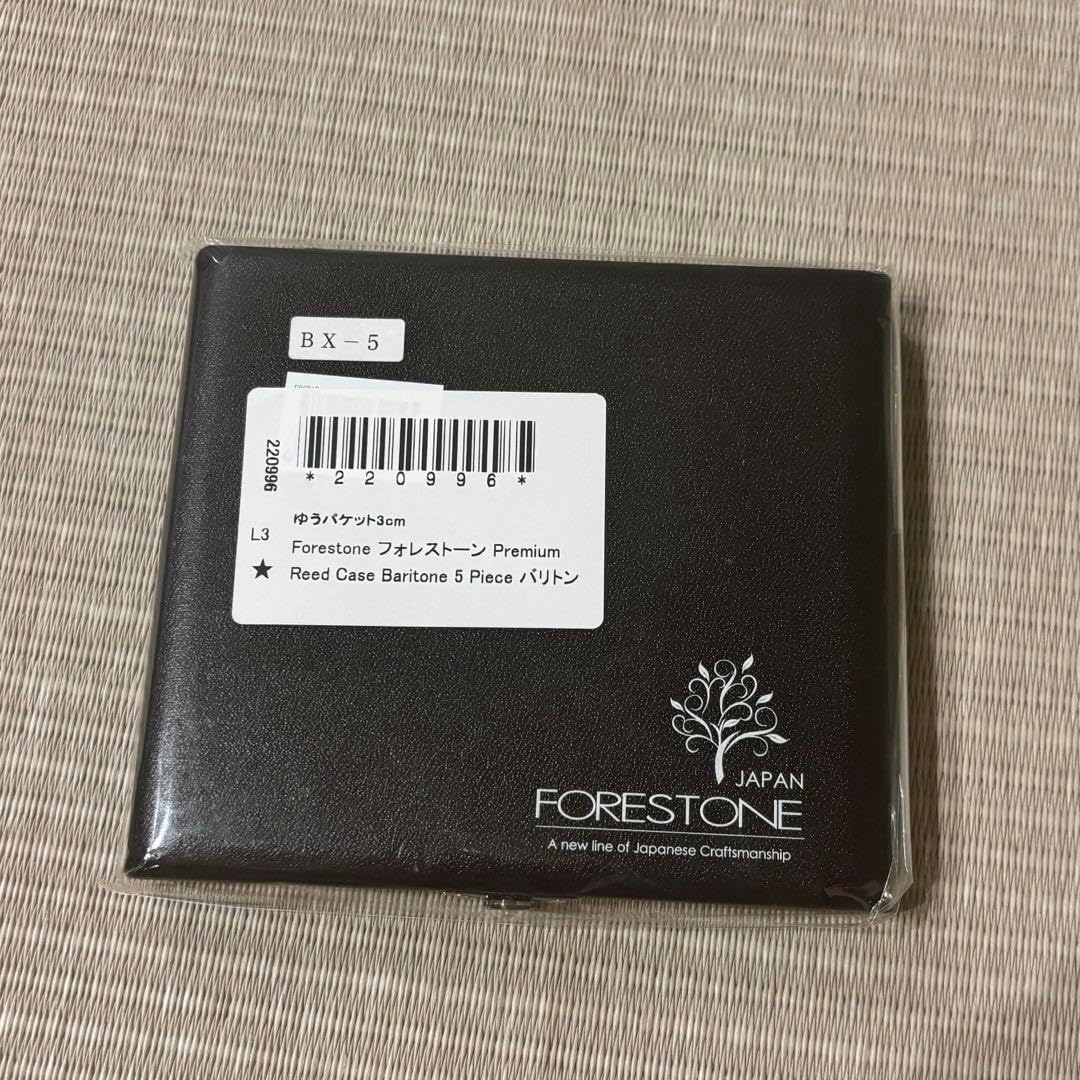 BX-5
*220996*
220996
ゆうパケット3cm
L3
Forestone フォレストーン Premium
★
Reed Case Baritone 5 Piece バリトン
JAPAN
FORESTONE
A new line of Japanese Craftsmanship